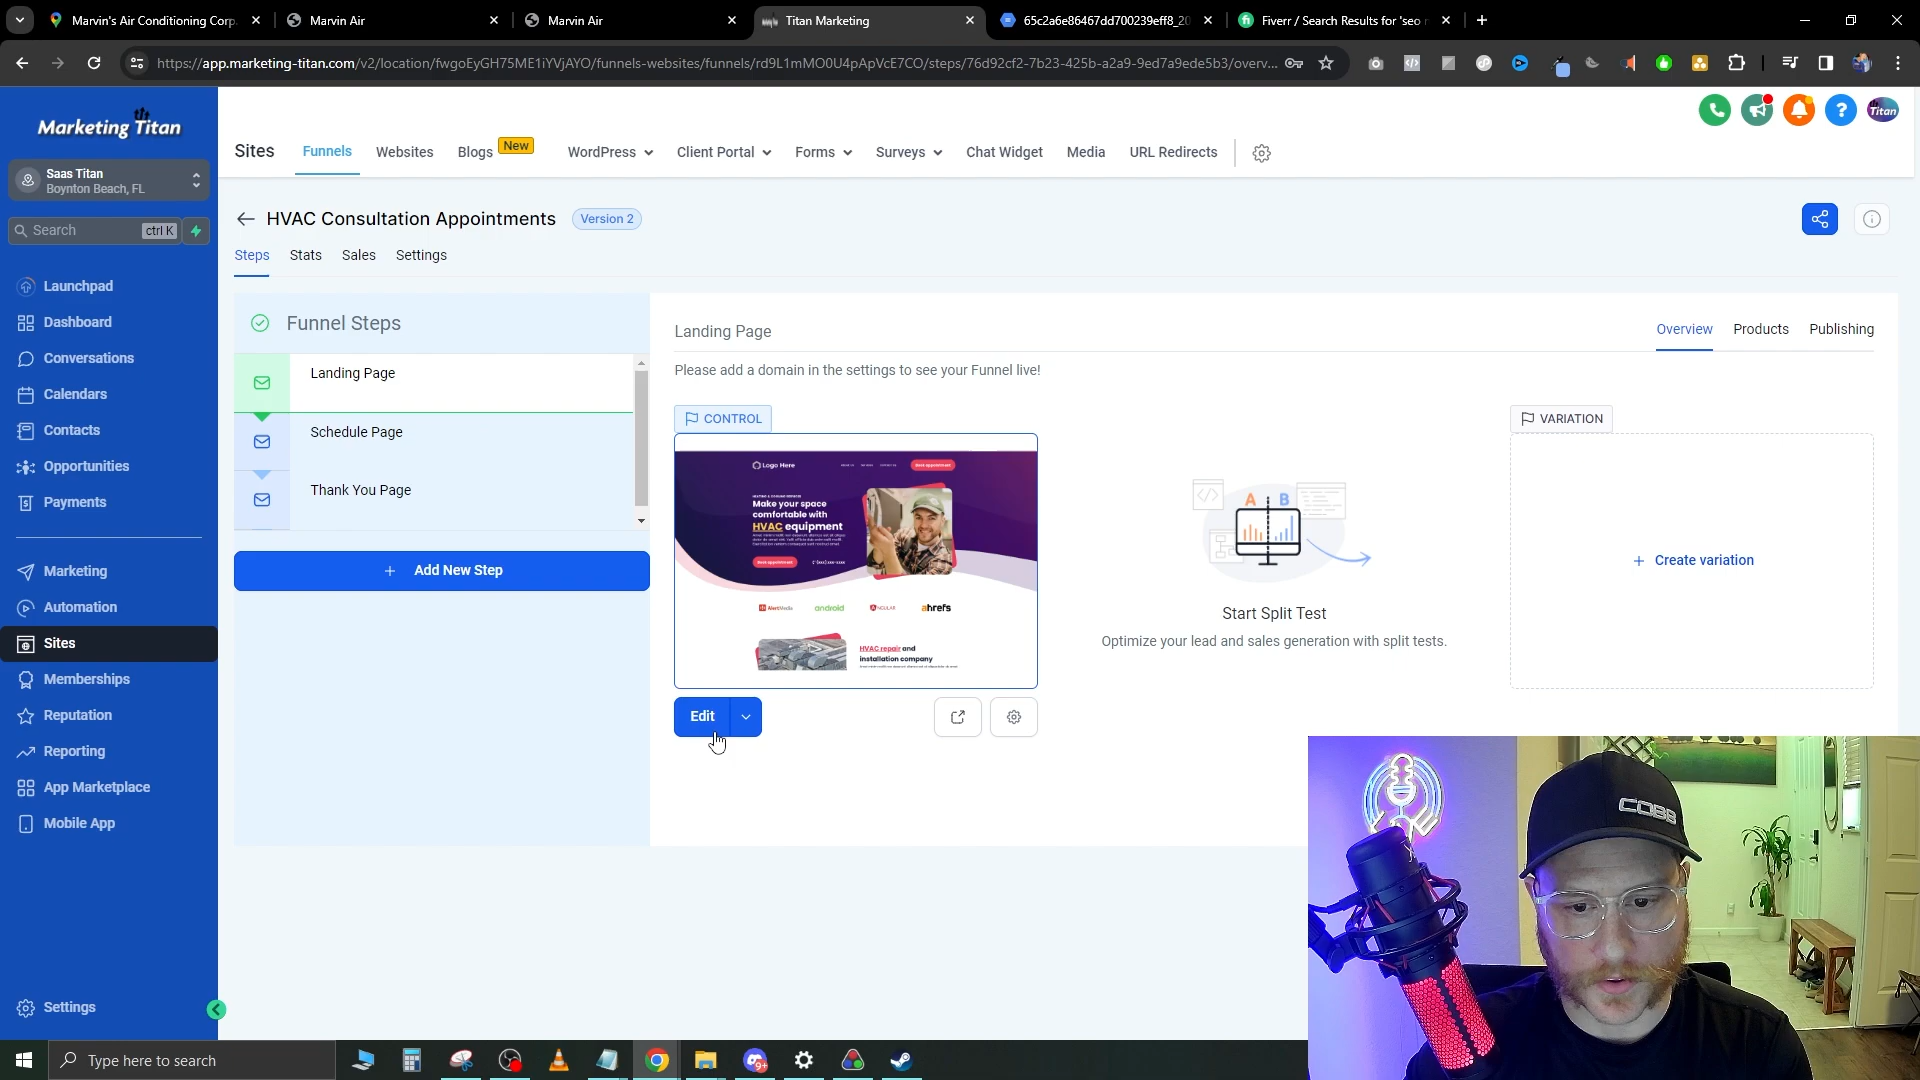 Marvin's Air Conditioning Corp
Marvin Air
Marvin Air
Titan Marketing
65c2a6e86467dd700239eff8_20
Fiverr / Search Results for 'seo
https://app.marketing-titan.com/v2/location/fwgoEyGH75ME1iYVjAYO/funnels-websites/funnels/rd9L1mMO0U4pApVcE7CO/steps/76d92cf2-7b23-425b-a2a9-9ed7a9ede5b3/overv...
Marketing Titan
Titan
Sites
Funnels
Websites
Blogs
New
WordPress
Client Portal
Forms
Surveys
Chat Widget
Media
URL Redirects
Saas Titan
Boynton Beach, FL
Search
ctrl K
HVAC Consultation Appointments
Version 2
Steps
Stats
Sales
Settings
Launchpad
Dashboard
Conversations
Calendars
Contacts
Opportunities
Payments
Marketing
Automation
Sites
Memberships
Reputation
Reporting
App Marketplace
Mobile App
Settings
Funnel Steps
Landing Page
Schedule Page
Thank You Page
+ Add New Step
Landing Page
Overview
Products
Publishing
Please add a domain in the settings to see your Funnel live!
CONTROL
Logo Here
Make your space
comfortable with
HVAC equipment
AlertMedia
android
ahrefs
HVAC repair and
installation company
Edit
A B
Start Split Test
Optimize your lead and sales generation with split tests.
VARIATION
+ Create variation
COBB
Type here to search
9+